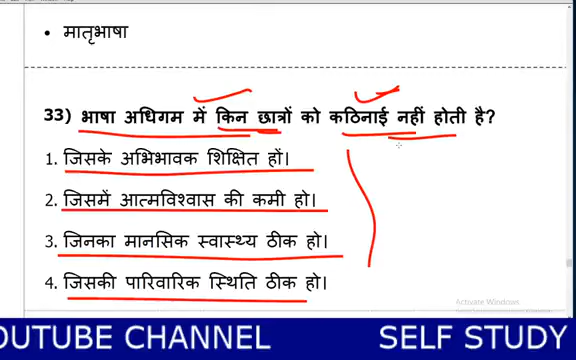 • मातृभाषा
33) भाषा अधिगम में किन छात्रों को कठिनाई नहीं होती है?
1. जिसके अभिभावक शिक्षित हों।
2. जिसमें आत्मविश्वास की कमी हो।
3. जिनका मानसिक स्वास्थ्य ठीक हो।
4. जिसकी पारिवारिक स्थिति ठीक हो।
Activate Windows
OUTUBE CHANNEL SELF STUDY